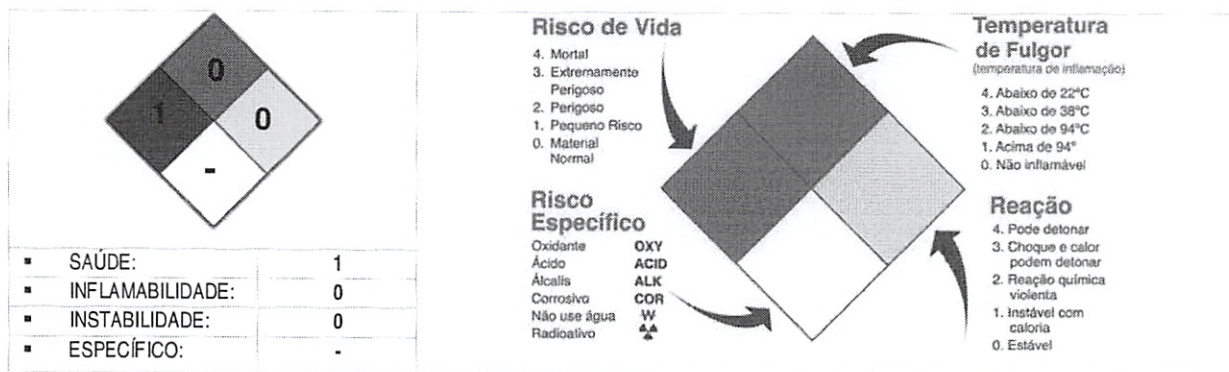 0
1
0
-
▪ SAÚDE: 1
▪ INFLAMABILIDADE: 0
▪ INSTABILIDADE: 0
▪ ESPECÍFICO: -
Risco de Vida
4. Mortal
3. Extremamente
Perigoso
2. Perigoso
1. Pequeno Risco
0. Material
Normal
Temperatura
de Fulgor
(temperatura de inflamação)
4. Abaixo de 22ºC
3. Abaixo de 38ºC
2. Abaixo de 94ºC
1. Acima de 94º
0. Não inflamável
Risco
Específico
Oxidante OXY
Ácido ACID
Álcalis ALK
Corrosivo COR
Não use água W
Radioativo
Reação
4. Pode detonar
3. Choque e calor
podem detonar
2. Reação química
violenta
1. Instável com
caloria
0. Estável